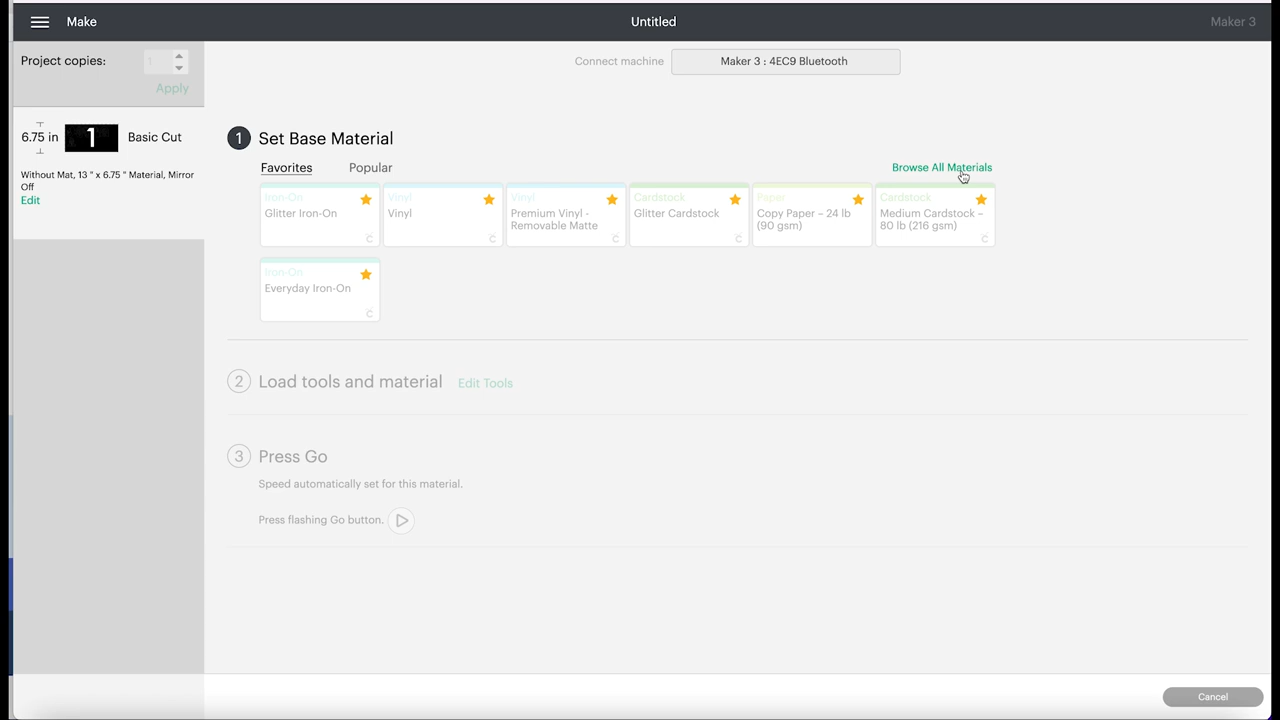 Make
Untitled
Maker 3
Project copies:
1
Apply
Connect machine
Maker 3 : 4EC9 Bluetooth
6.75 in
1
Basic Cut
Without Mat, 13 " x 6.75 " Material, Mirror
Off
Edit
1
Set Base Material
Favorites
Popular
Browse All Materials
Iron-On
Glitter Iron-On
C
Vinyl
Vinyl
C
Vinyl
Premium Vinyl -
Removable Matte
C
Cardstock
Glitter Cardstock
C
Paper
Copy Paper – 24 lb
(90 gsm)
Cardstock
Medium Cardstock –
80 lb (216 gsm)
C
Iron-On
Everyday Iron-On
C
2
Load tools and material
Edit Tools
3
Press Go
Speed automatically set for this material.
Press flashing Go button.
Cancel